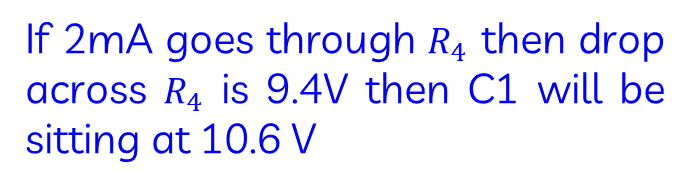 If 2mA goes through R₄ then drop
across R₄ is 9.4V then C1 will be
sitting at 10.6 V